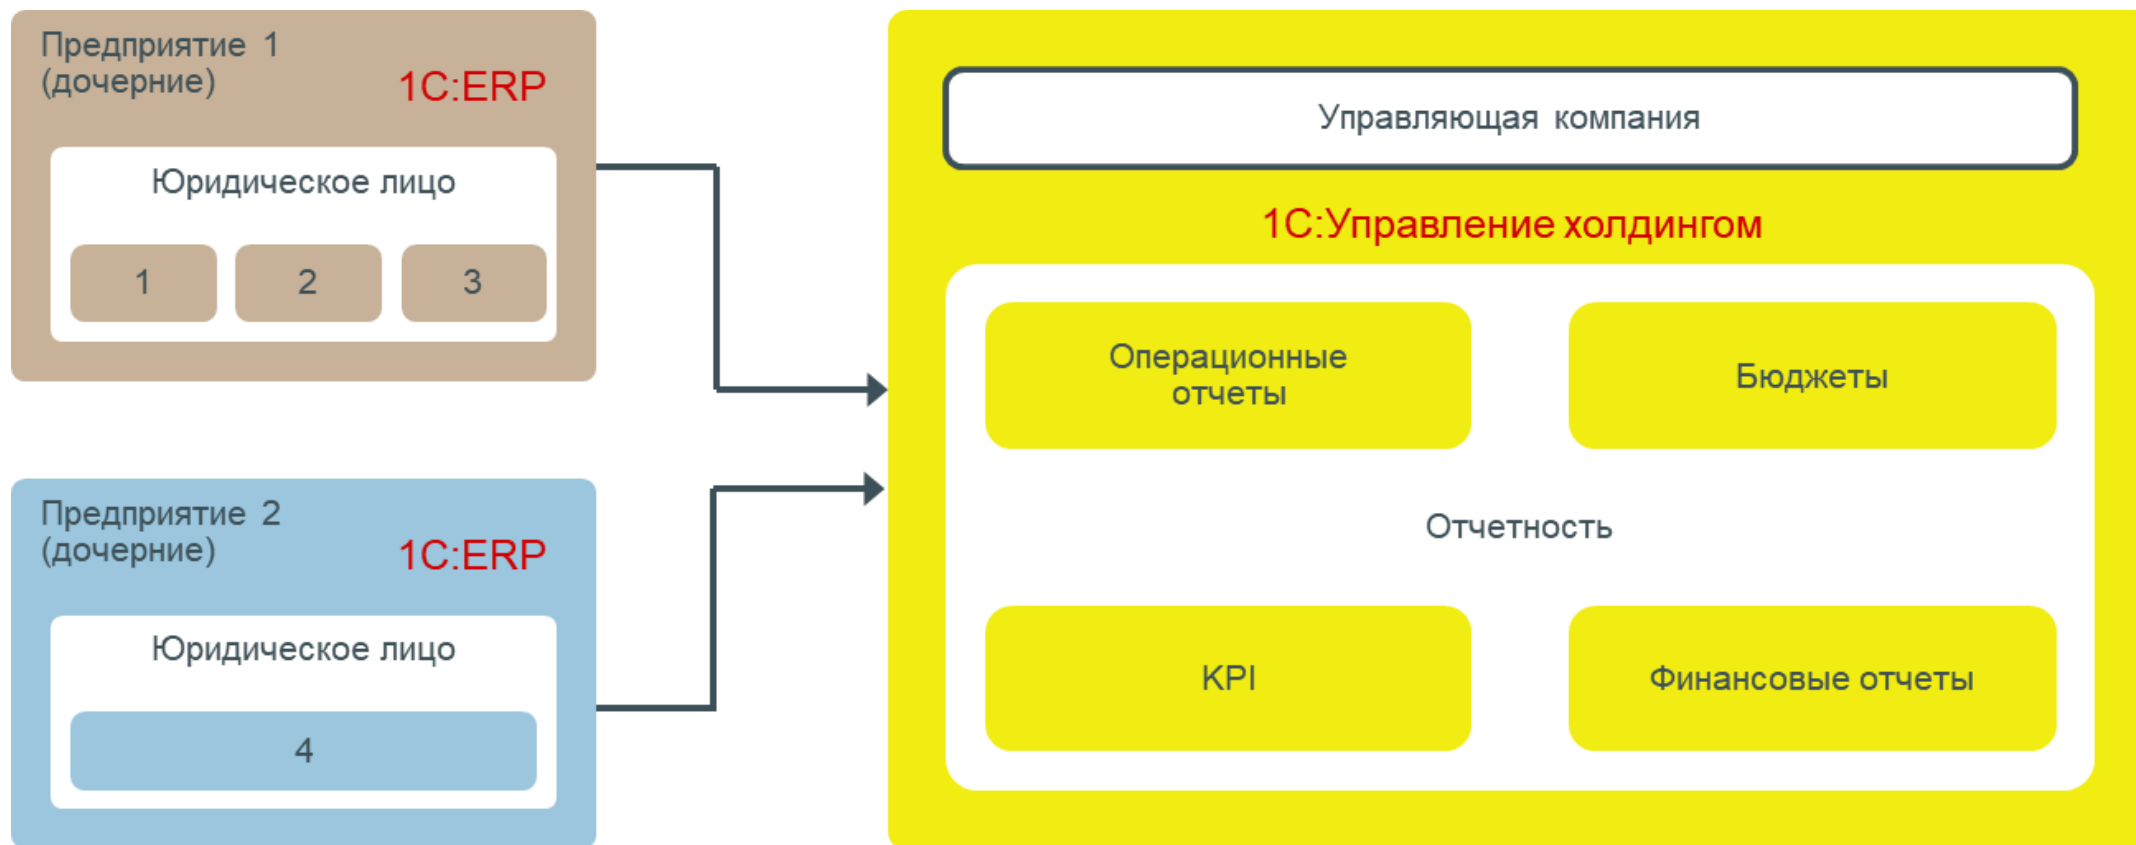 Предприятие 1
(дочерние)
1С:ERP
Юридическое лицо
1
2
3
Предприятие 2
(дочерние)
1С:ERP
Юридическое лицо
4
Управляющая компания
1С:Управление холдингом
Операционные
отчеты
Бюджеты
Отчетность
KPI
Финансовые отчеты